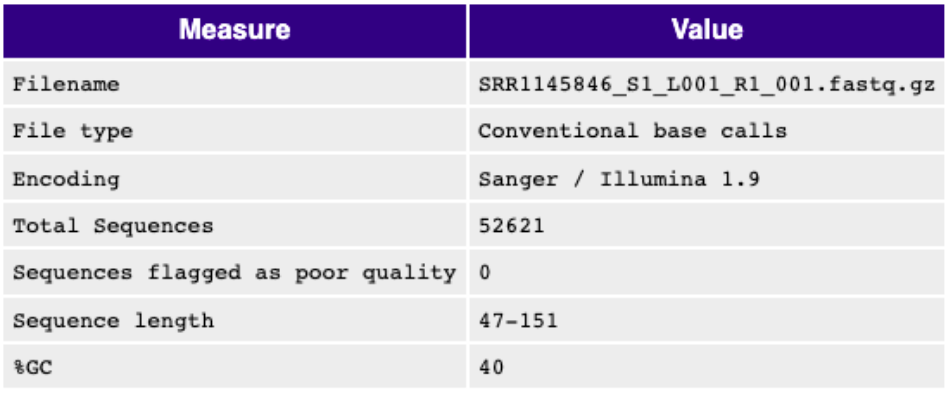 Measure Value
Filename SRR1145846_S1_L001_R1_001.fastq.gz
File type Conventional base calls
Encoding Sanger / Illumina 1.9
Total Sequences 52621
Sequences flagged as poor quality 0
Sequence length 47-151
%GC 40